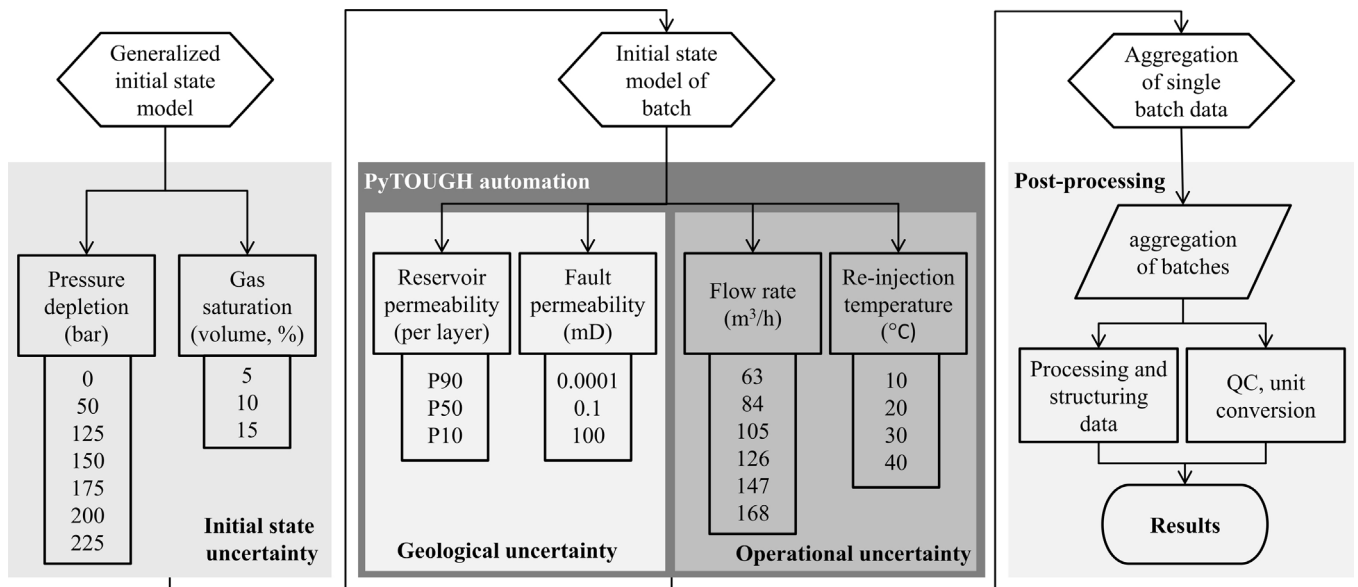 Generalized
initial state
model
Pressure
depletion
(bar)
0
50
125
150
175
200
225
Gas
saturation
(volume, %)
5
10
15
Initial state
uncertainty
Initial state
model of
batch
PyTOUGH automation
Reservoir
permeability
(per layer)
P90
P50
P10
Fault
permeability
(mD)
0.0001
0.1
100
Geological uncertainty
Flow rate
(m³/h)
63
84
105
126
147
168
Re-injection
temperature
(°C)
10
20
30
40
Operational uncertainty
Aggregation
of single
batch data
Post-processing
aggregation
of batches
Processing and
structuring
data
QC, unit
conversion
Results